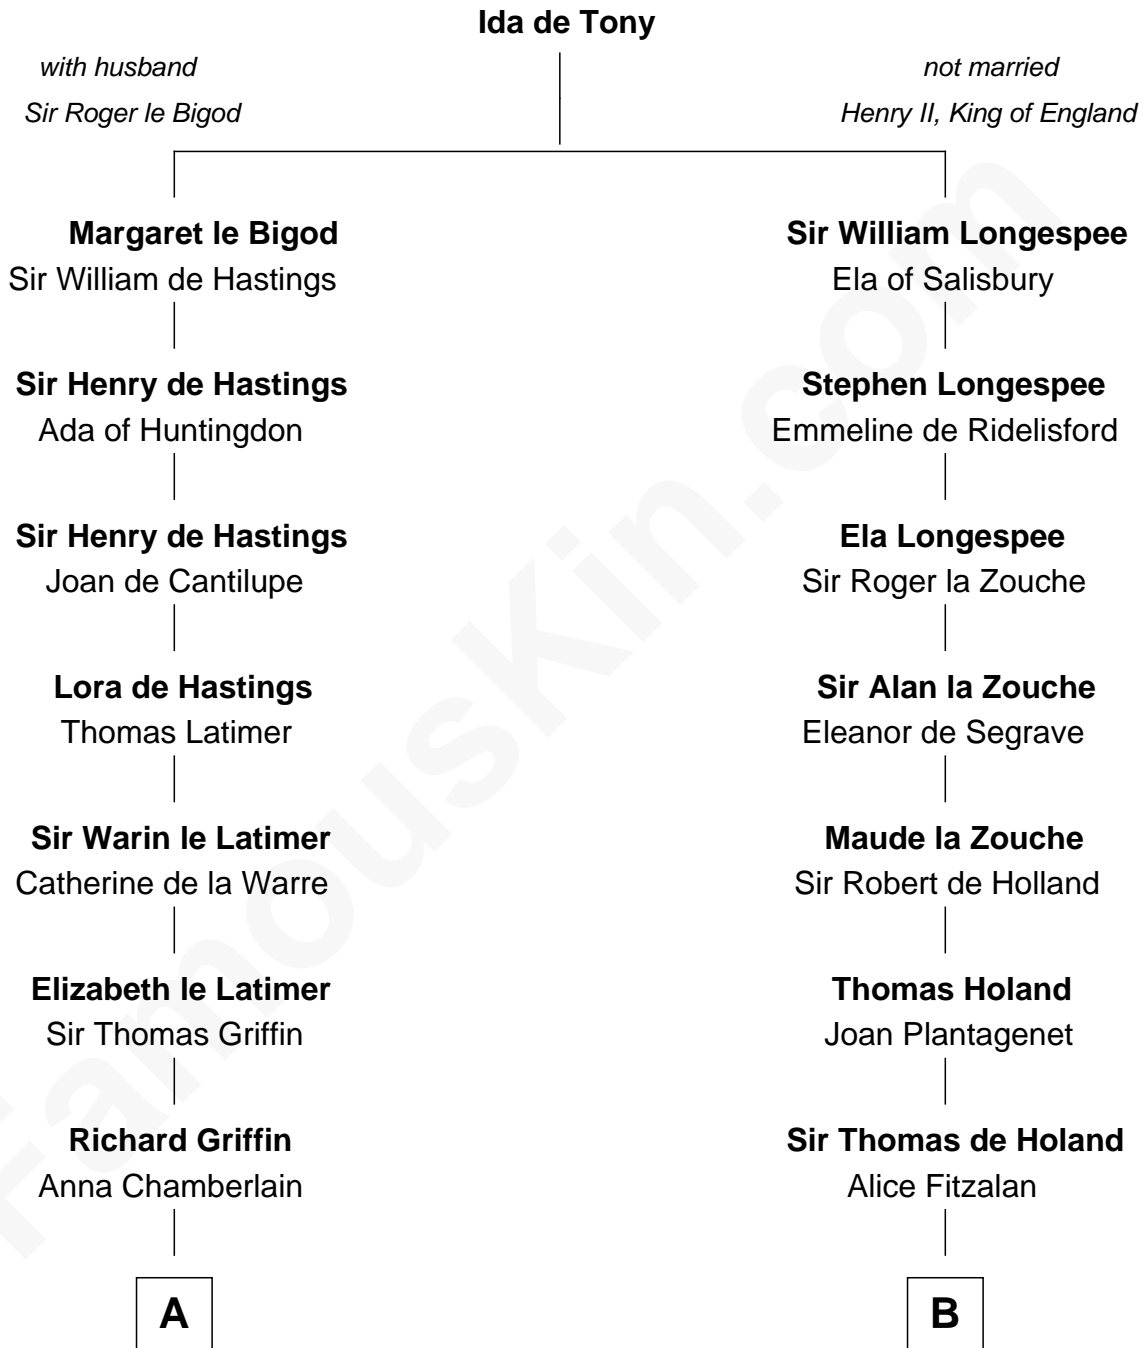 Ida de Tony
with husband
Sir Roger le Bigod
not married
Henry II, King of England
Margaret le Bigod
Sir William de Hastings
Sir Henry de Hastings
Ada of Huntingdon
Sir Henry de Hastings
Joan de Cantilupe
Lora de Hastings
Thomas Latimer
Sir Warin le Latimer
Catherine de la Warre
Elizabeth le Latimer
Sir Thomas Griffin
Richard Griffin
Anna Chamberlain
A
Sir William Longespee
Ela of Salisbury
Stephen Longespee
Emmeline de Ridelisford
Ela Longespee
Sir Roger la Zouche
Sir Alan la Zouche
Eleanor de Segrave
Maude la Zouche
Sir Robert de Holland
Thomas Holand
Joan Plantagenet
Sir Thomas de Holand
Alice Fitzalan
B
FamousKin.com